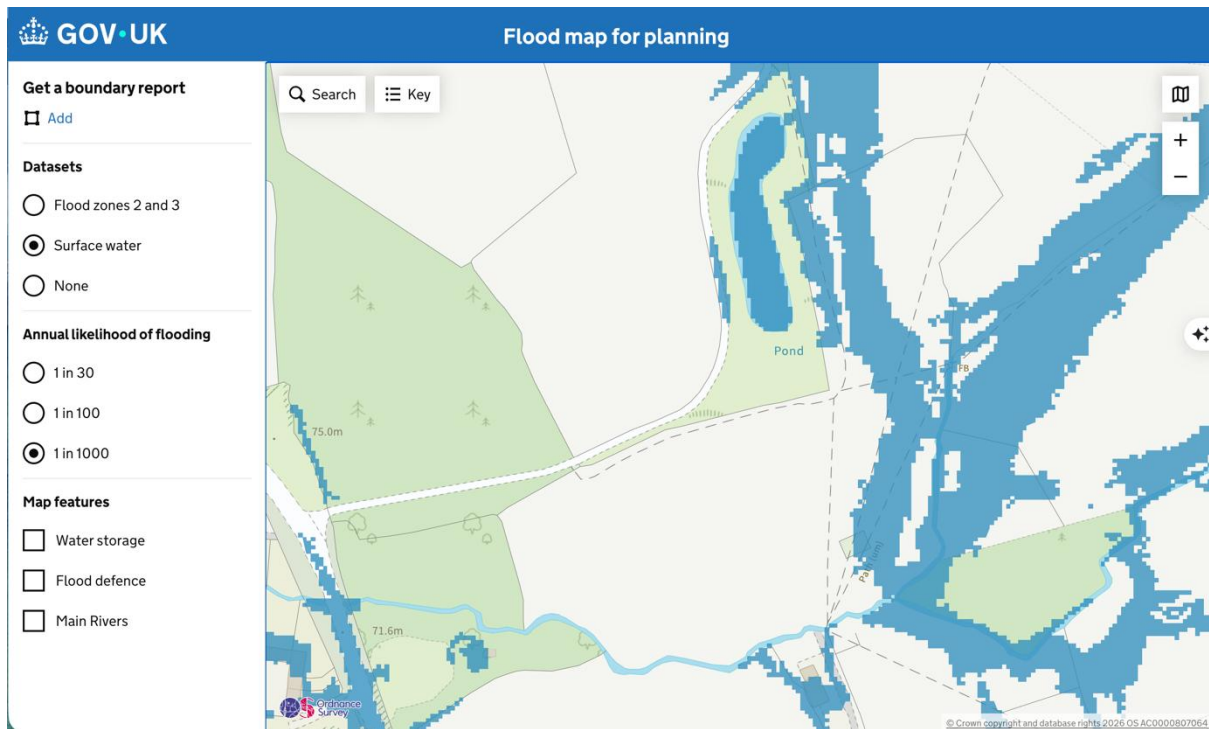 GOV•UK
Flood map for planning
Get a boundary report
Add
Datasets
Flood zones 2 and 3
Surface water
None
Annual likelihood of flooding
1 in 30
1 in 100
1 in 1000
Map features
Water storage
Flood defence
Main Rivers
Search
Key
+
−
Pond
FB
75.0m
Path (um)
71.6m
Ordnance
Survey
© Crown copyright and database rights 2026 OS AC0000807064